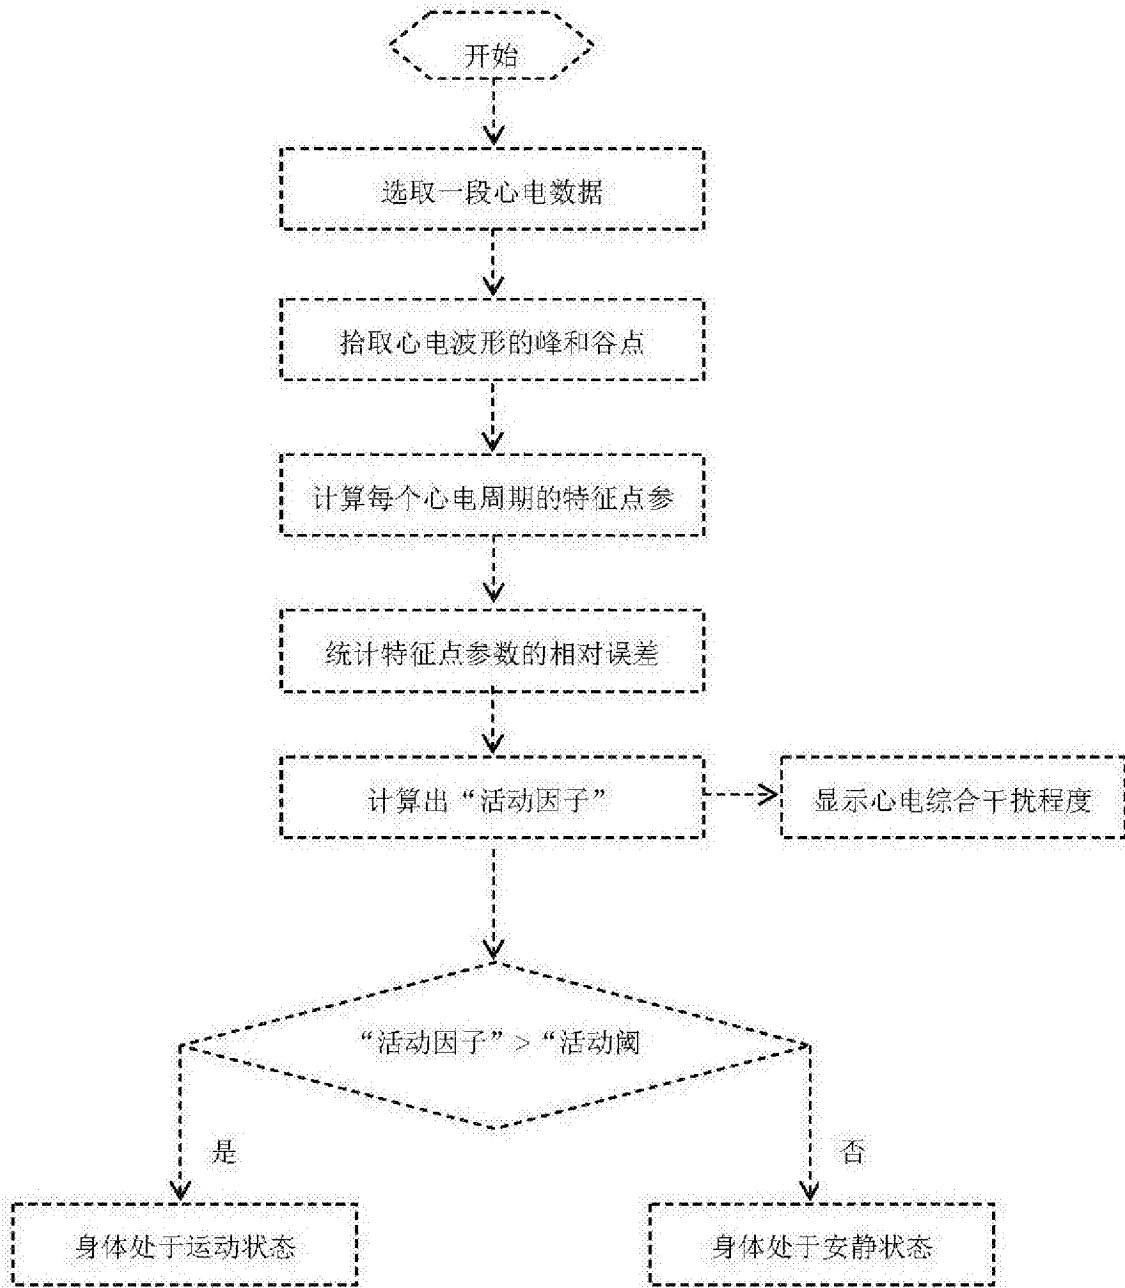 开始
选取一段心电数据
拾取心电波形的峰和谷点
计算每个心电周期的特征点参
统计特征点参数的相对误差
计算出“活动因子”
显示心电综合干扰程度
“活动因子”>“活动阈
是
否
身体处于运动状态
身体处于安静状态